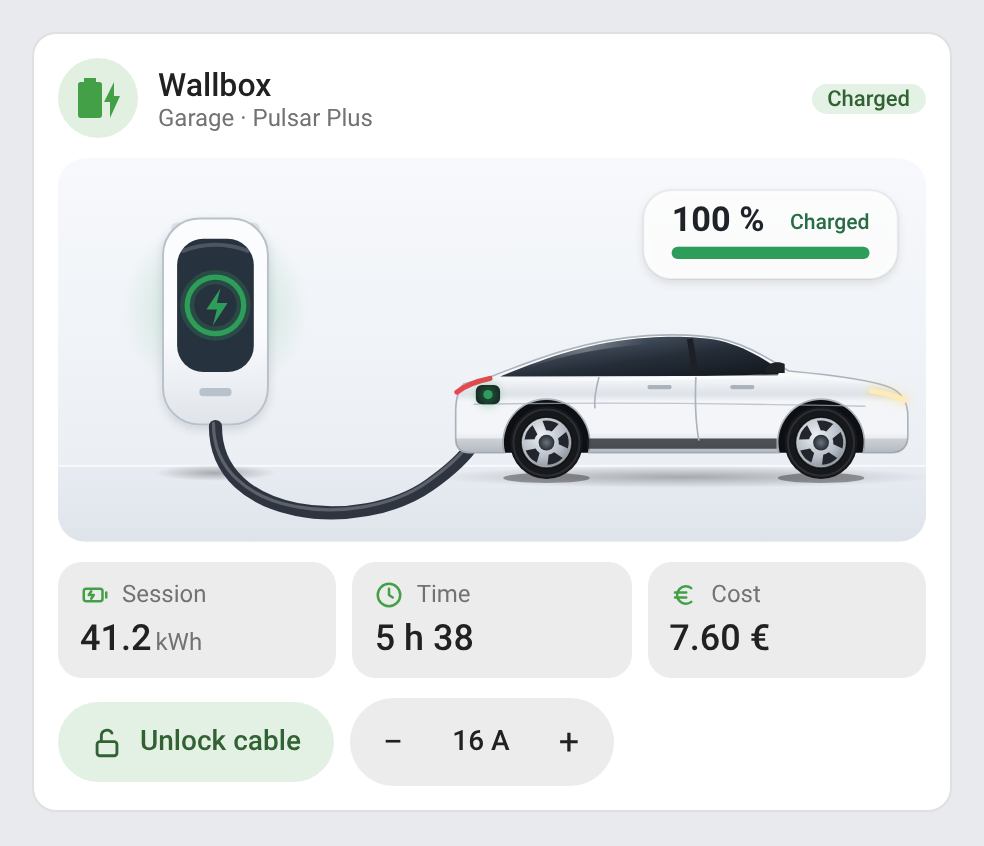 Wallbox
Garage · Pulsar Plus
Charged
100 % Charged
Session
41.2 kWh
Time
5 h 38
Cost
7.60 €
Unlock cable
− 16 A +